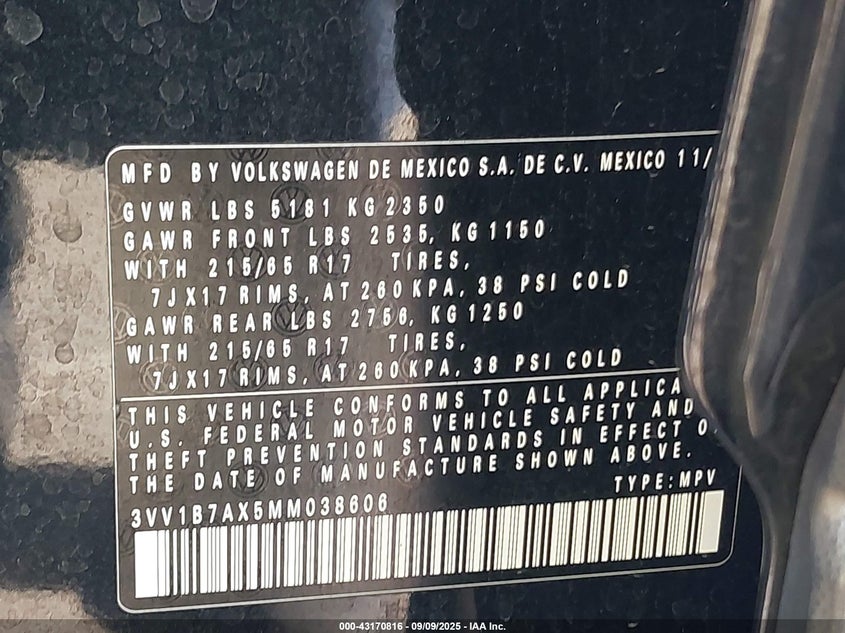 MFD BY VOLKSWAGEN DE MEXICO S.A. DE C.V. MEXICO 11/
GVWR LBS 5181 KG 2350
GAWR FRONT LBS 2535, KG 1150
WITH 215/65 R17 TIRES,
7JX17 RIMS, AT 260 KPA, 38 PSI COLD
GAWR REAR LBS 2756, KG 1250
WITH 215/65 R17 TIRES,
7JX17 RIMS, AT 260 KPA, 38 PSI COLD
THIS VEHICLE CONFORMS TO ALL APPLICA
U.S. FEDERAL MOTOR VEHICLE SAFETY AND
THEFT PREVENTION STANDARDS IN EFFECT O
THE DATE OF MANUFACTURE SHOWN ABOVE.
TYPE:MPV
3VV1B7AX5MM038606
000-43170816 - 09/09/2025 - IAA Inc.